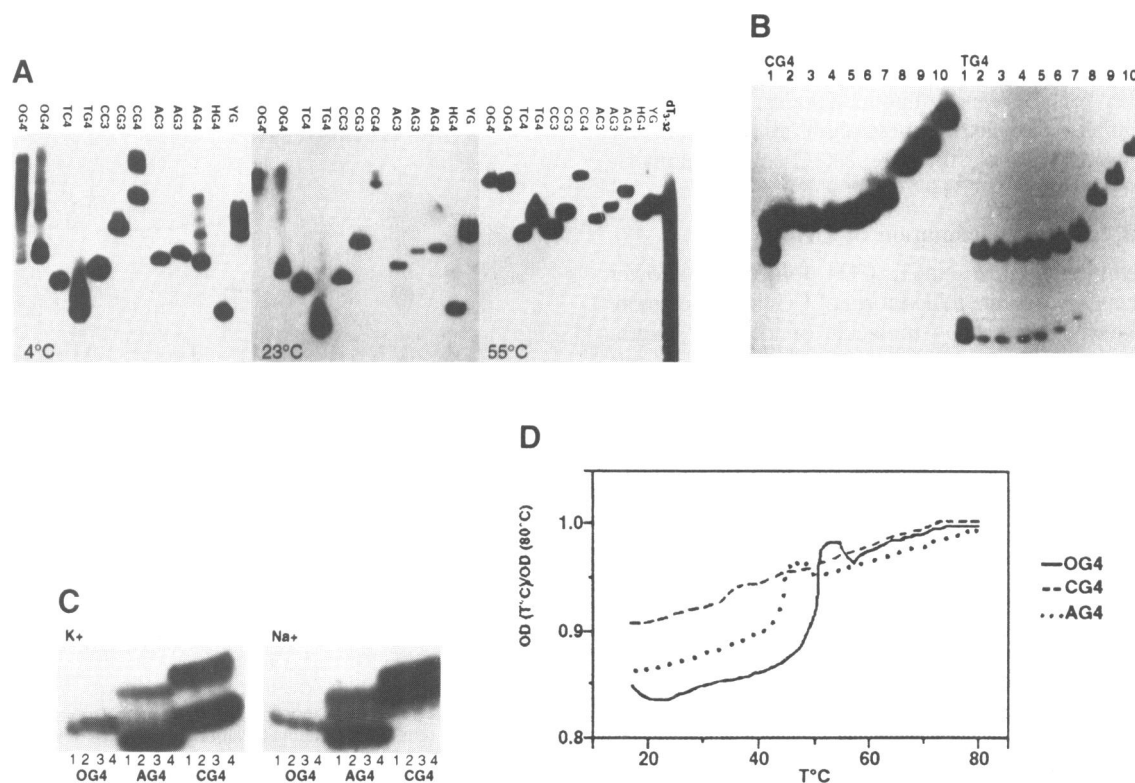 A
OG4' OG4 TC4 TG4 CC3 CG3 CG4 AC3 AG3 AG4 HG4 YG
4°C
OG4' OG4 TC4 TG4 CC3 CG3 CG4 AC3 AG3 AG4 HG4 YG
23°C
OG4' OG4 TC4 TG4 CC3 CG3 CG4 AC3 AG3 AG4 HG4 YG dT5-32
55°C
B
CG4 TG4
1 2 3 4 5 6 7 8 9 10 1 2 3 4 5 6 7 8 9 10
C
K+ Na+
1 2 3 4 1 2 3 4 1 2 3 4
OG4 AG4 CG4
1 2 3 4 1 2 3 4 1 2 3 4
OG4 AG4 CG4
D
OD (T°C)/OD (80°C)
1.0
0.9
0.8
20 40 60 80
T°C
OG4
CG4
AG4